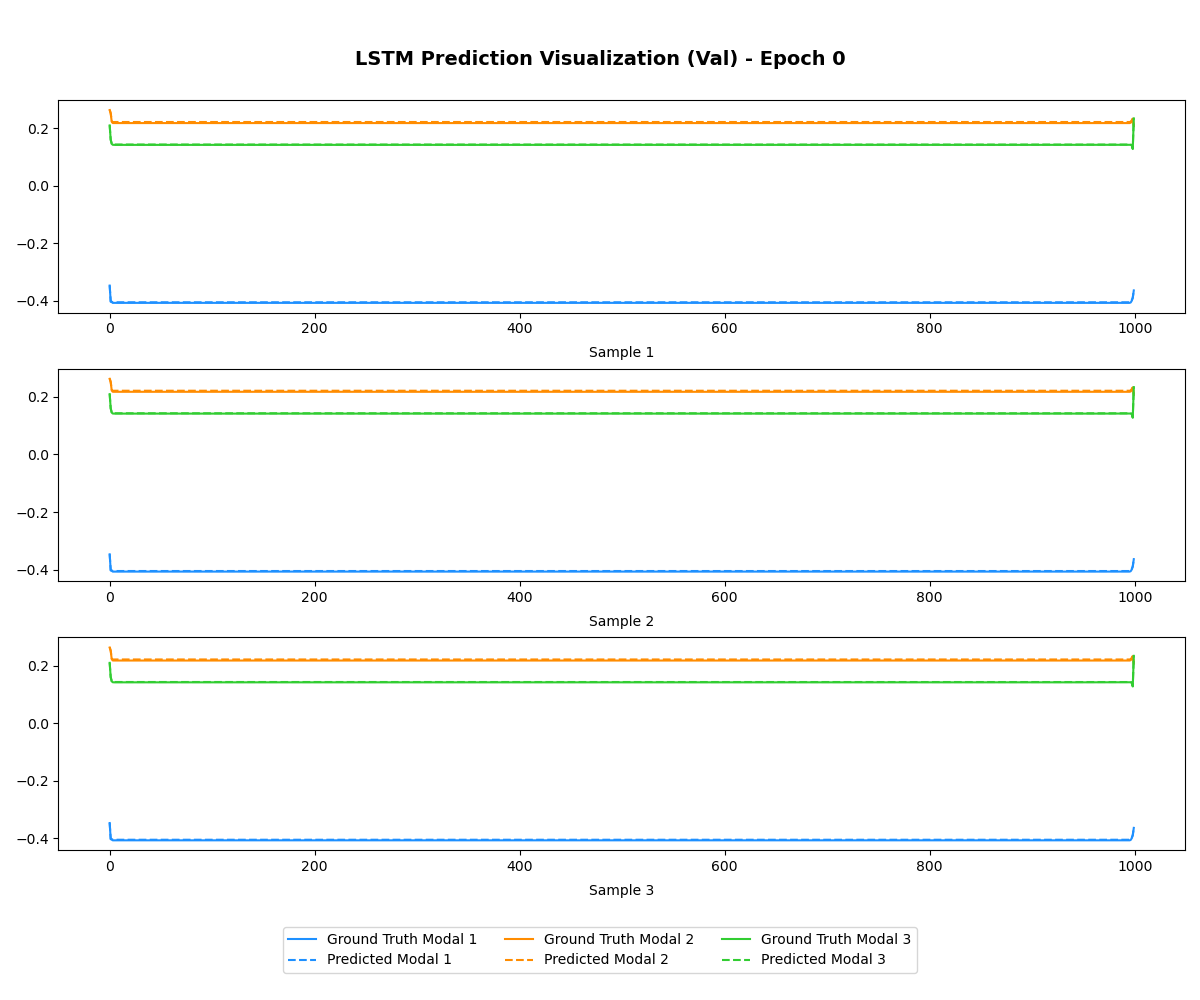 LSTM Prediction Visualization (Val) - Epoch 0
0.2
0.0
−0.2
−0.4
0 200 400 600 800 1000
Sample 1
0.2
0.0
−0.2
−0.4
0 200 400 600 800 1000
Sample 2
0.2
0.0
−0.2
−0.4
0 200 400 600 800 1000
Sample 3
Ground Truth Modal 1 Ground Truth Modal 2 Ground Truth Modal 3
Predicted Modal 1 Predicted Modal 2 Predicted Modal 3